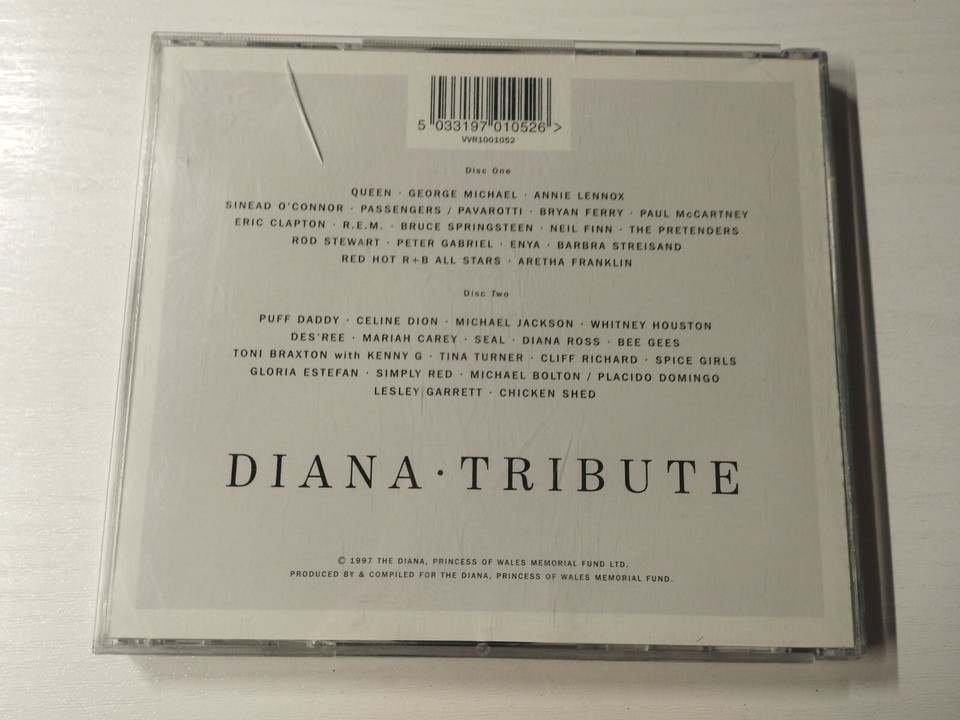 5 033197 010526 >
VVR1001052
Disc One
QUEEN · GEORGE MICHAEL · ANNIE LENNOX
SINEAD O'CONNOR · PASSENGERS / PAVAROTTI · BRYAN FERRY · PAUL McCARTNEY
ERIC CLAPTON · R.E.M. · BRUCE SPRINGSTEEN · NEIL FINN · THE PRETENDERS
ROD STEWART · PETER GABRIEL · ENYA · BARBRA STREISAND
RED HOT R+B ALL STARS · ARETHA FRANKLIN
Disc Two
PUFF DADDY · CELINE DION · MICHAEL JACKSON · WHITNEY HOUSTON
DES'REE · MARIAH CAREY · SEAL · DIANA ROSS · BEE GEES
TONI BRAXTON with KENNY G · TINA TURNER · CLIFF RICHARD · SPICE GIRLS
GLORIA ESTEFAN · SIMPLY RED · MICHAEL BOLTON / PLACIDO DOMINGO
LESLEY GARRETT · CHICKEN SHED
DIANA · TRIBUTE
© 1997 THE DIANA, PRINCESS OF WALES MEMORIAL FUND LTD.
PRODUCED BY & COMPILED FOR THE DIANA, PRINCESS OF WALES MEMORIAL FUND.